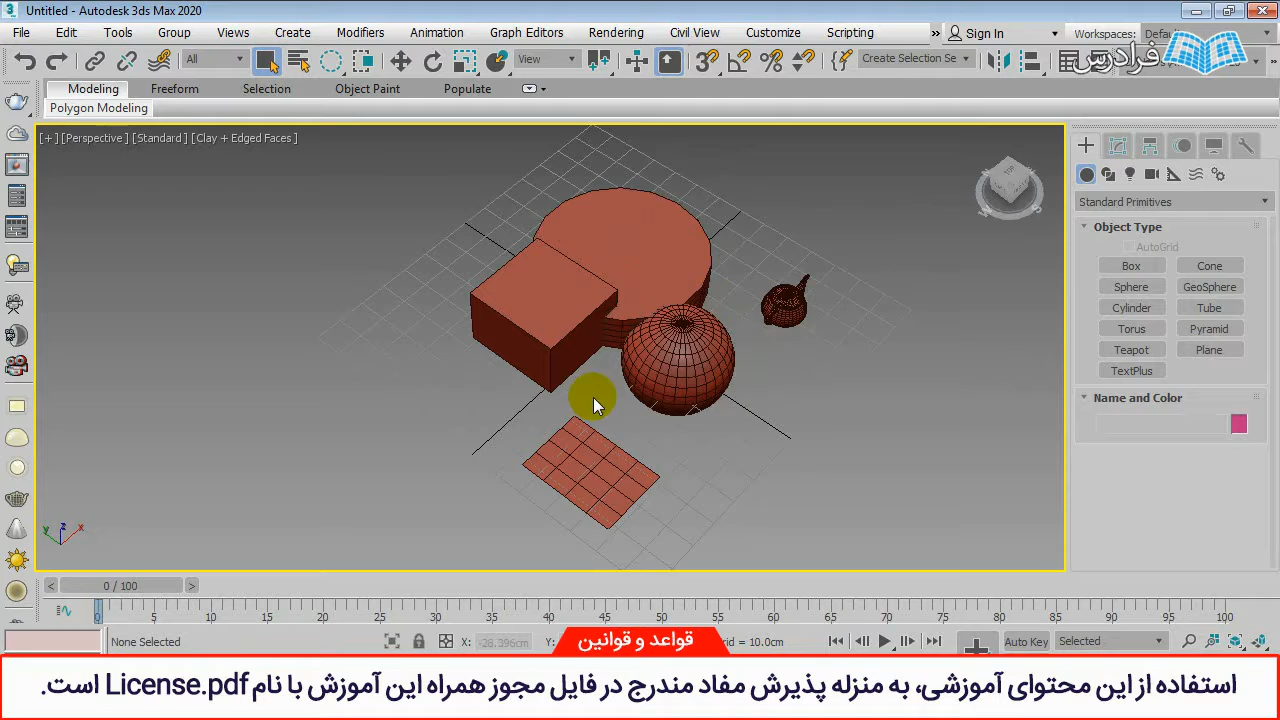 Untitled - Autodesk 3ds Max 2020
File Edit Tools Group Views Create Modifiers Animation Graph Editors Rendering Civil View Customize Scripting » Sign In Workspaces:
All View Create Selection Se
فرادرس
Modeling Freeform Selection Object Paint Populate
Polygon Modeling
[+] [Perspective] [Standard] [Clay + Edged Faces]
TOP
Standard Primitives
Object Type
AutoGrid
Box Cone
Sphere GeoSphere
Cylinder Tube
Torus Pyramid
Teapot Plane
TextPlus
Name and Color
y z x
< 0 / 100 >
0 5 10 15 20 25 30 35 40 45 50 55 60 65 70 75 80 85 90 95 100
None Selected X: -28.396cm Y: rid = 10.0cm Auto Key Selected
قواعد و قوانین
استفاده از این محتوای آموزشی، به منزله پذیرش مفاد مندرج در فایل مجوز همراه این آموزش با نام License.pdf است.